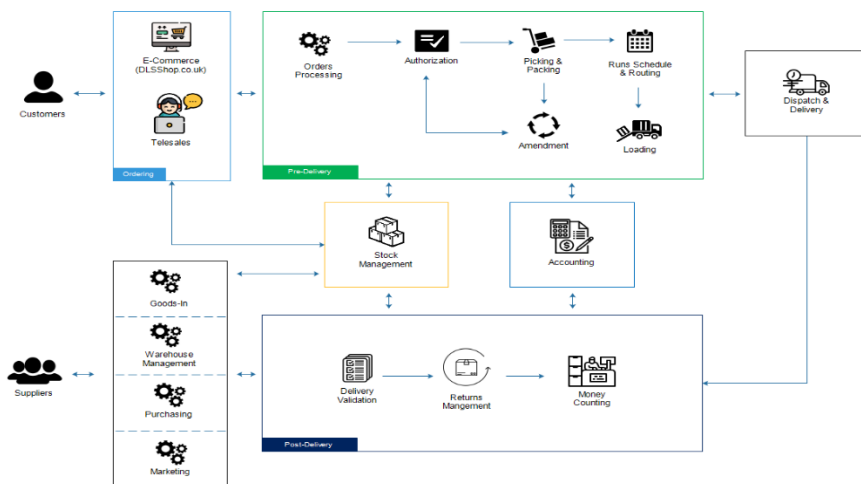 E-Commerce
(DLSShop.co.uk)
Telesales
Ordering
Customers
Orders
Processing
Authorization
Picking &
Packing
Runs Schedule
& Routing
Amendment
Loading
Pre-Delivery
Dispatch &
Delivery
Stock
Management
Accounting
Goods-In
Warehouse
Management
Purchasing
Marketing
Suppliers
Delivery
Validation
Returns
Mangement
Money
Counting
Post-Delivery